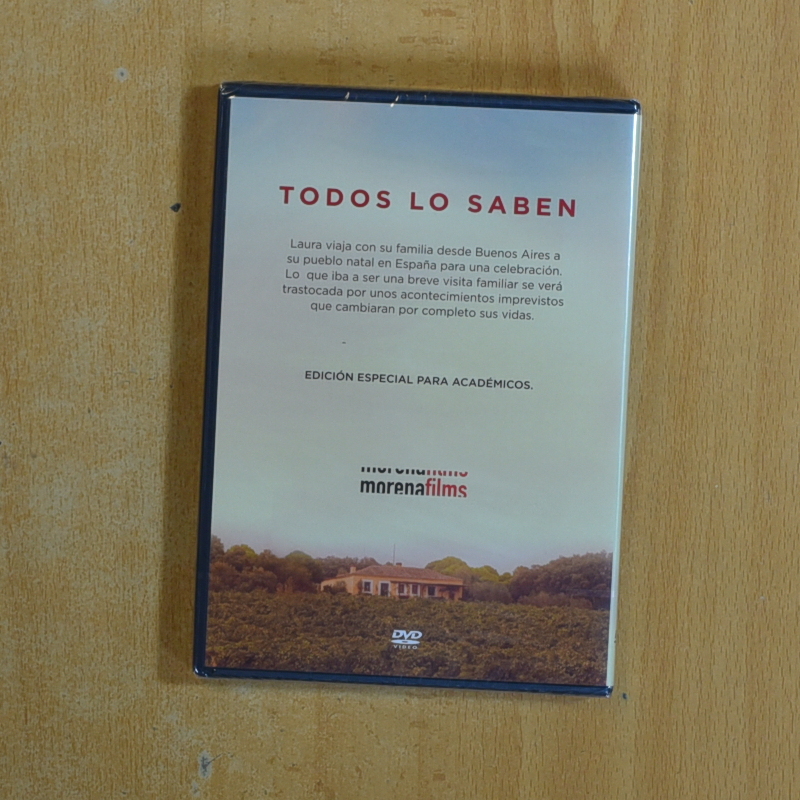 TODOS LO SABEN
Laura viaja con su familia desde Buenos Aires a
su pueblo natal en España para una celebración.
Lo que iba a ser una breve visita familiar se verá
trastocada por unos acontecimientos imprevistos
que cambiaran por completo sus vidas.
EDICIÓN ESPECIAL PARA ACADÉMICOS.
morenafilms
morenafilms
DVD
VIDEO